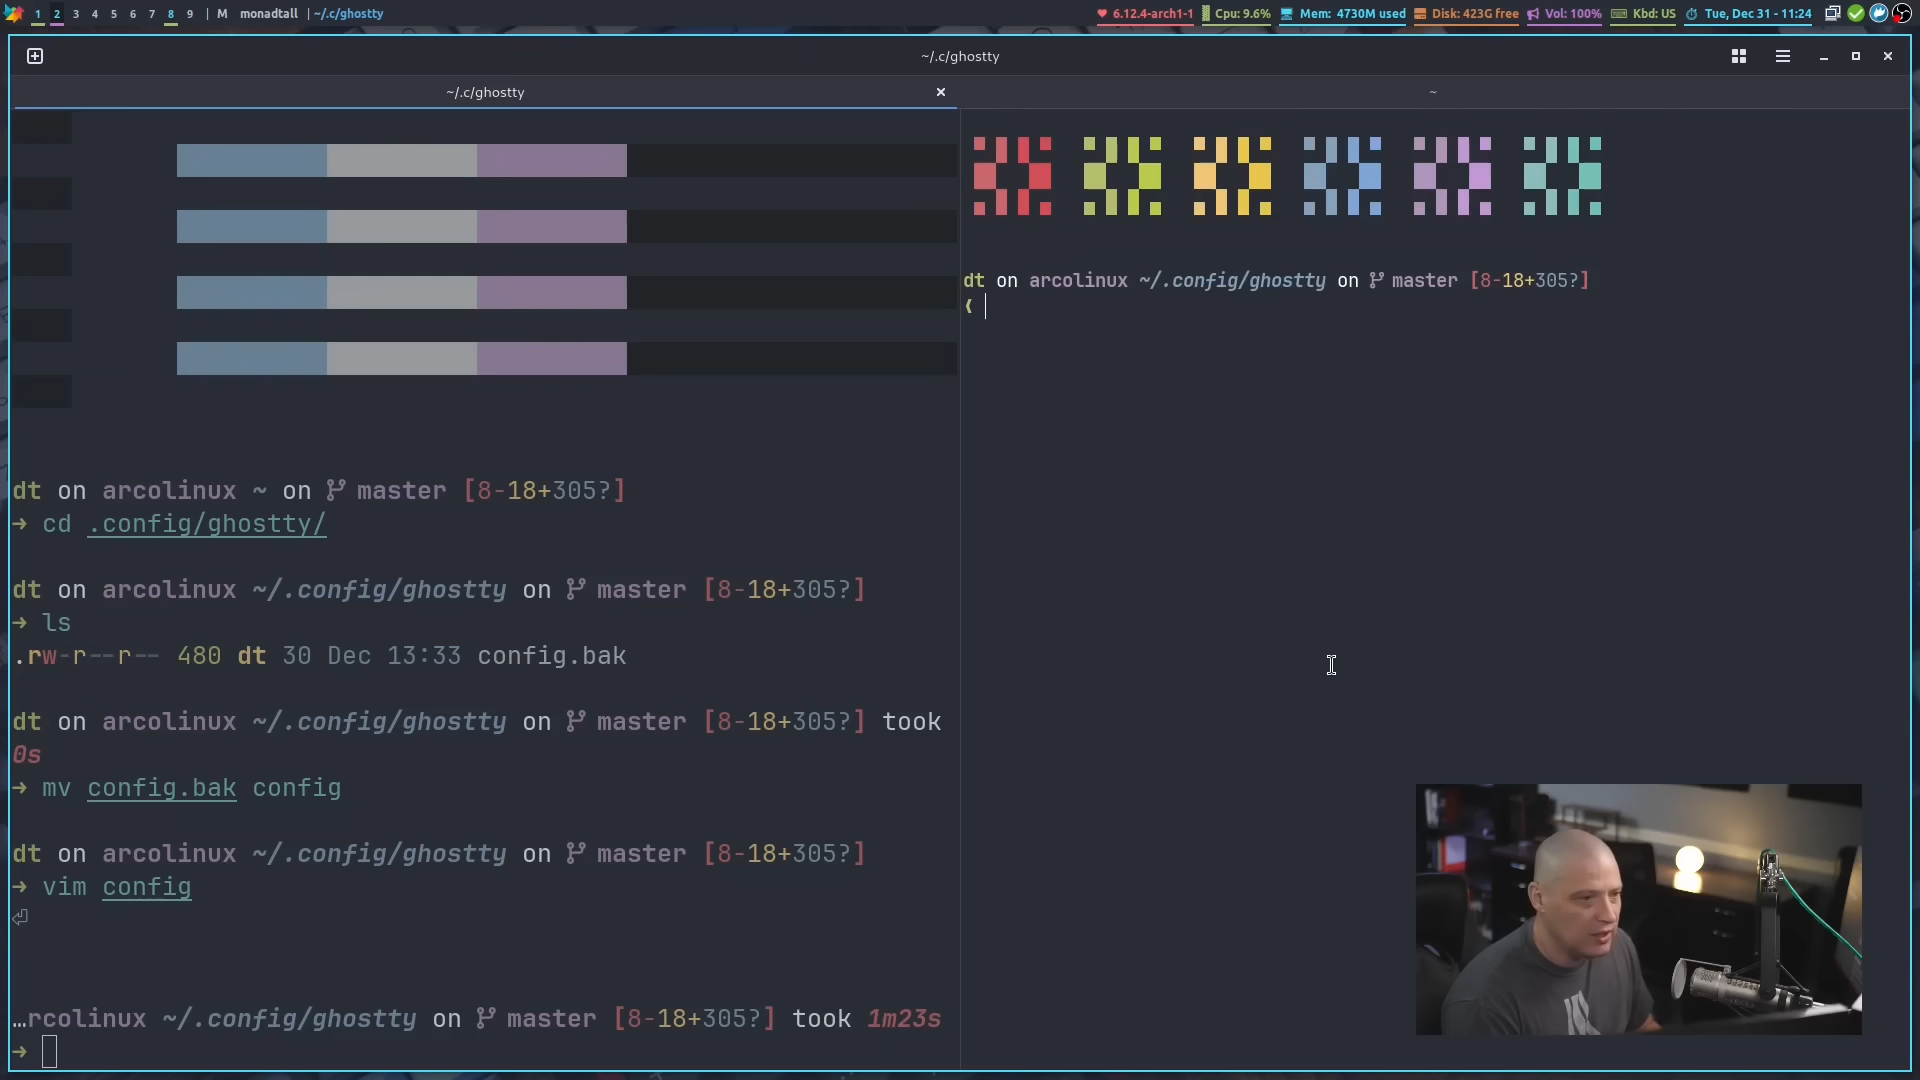 1 2 3 4 5 6 7 8 9 | M monadtall | ~/.c/ghostty
6.12.4-arch1-1 Cpu: 9.6% Mem: 4730M used Disk: 423G free Vol: 100% Kbd: US Tue, Dec 31 - 11:24
~/.c/ghostty
~/.c/ghostty
~
dt on arcolinux ~/.config/ghostty on master [8-18+305?]
❨
dt on arcolinux ~ on master [8-18+305?]
➜ cd .config/ghostty/
dt on arcolinux ~/.config/ghostty on master [8-18+305?]
➜ ls
.rw-r--r-- 480 dt 30 Dec 13:33 config.bak
dt on arcolinux ~/.config/ghostty on master [8-18+305?] took
0s
➜ mv config.bak config
dt on arcolinux ~/.config/ghostty on master [8-18+305?]
➜ vim config
⏎
…rcolinux ~/.config/ghostty on master [8-18+305?] took 1m23s
➜